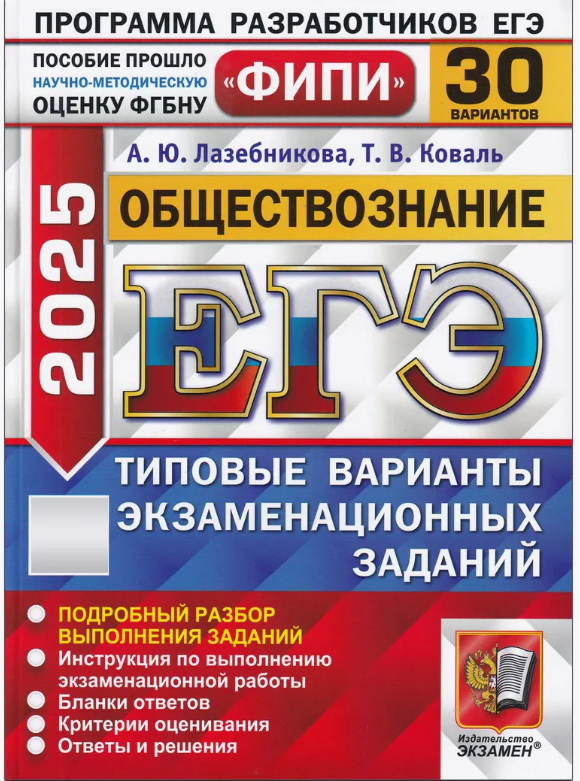 ПРОГРАММА РАЗРАБОТЧИКОВ ЕГЭ
ПОСОБИЕ ПРОШЛО
НАУЧНО-МЕТОДИЧЕСКУЮ
ОЦЕНКУ ФГБНУ
«ФИПИ»
30
ВАРИАНТОВ
А. Ю. Лазебникова, Т. В. Коваль
2025
ОБЩЕСТВОЗНАНИЕ
ЕГЭ
ТИПОВЫЕ ВАРИАНТЫ
ЭКЗАМЕНАЦИОННЫХ
ЗАДАНИЙ
ПОДРОБНЫЙ РАЗБОР
ВЫПОЛНЕНИЯ ЗАДАНИЙ
Инструкция по выполнению
экзаменационной работы
Бланки ответов
Критерии оценивания
Ответы и решения
Издательство
ЭКЗАМЕН®